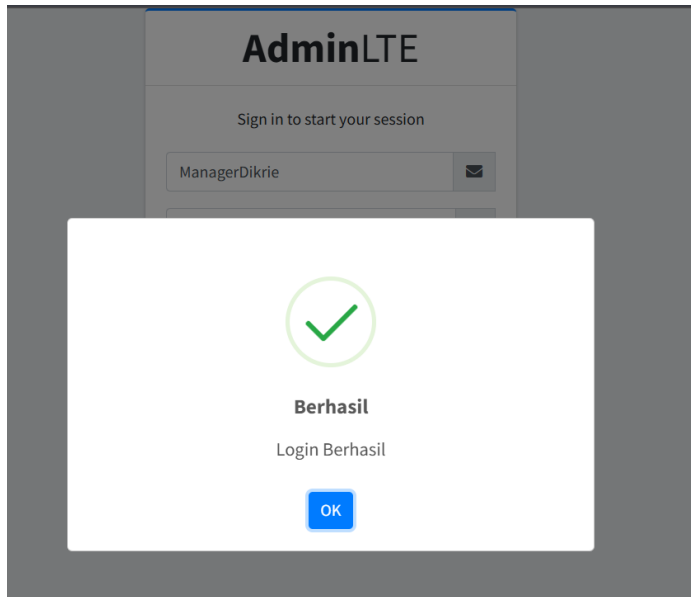 AdminLTE
Sign in to start your session
ManagerDikrie
Berhasil
Login Berhasil
OK